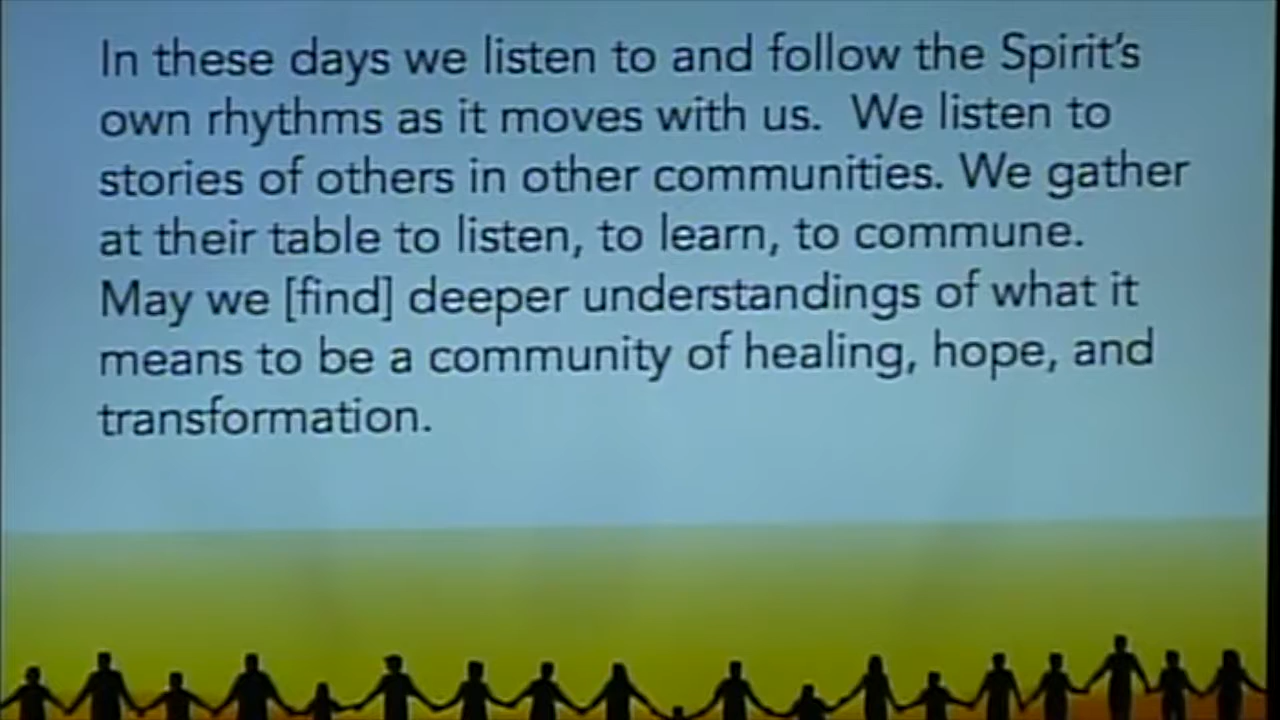 In these days we listen to and follow the Spirit's
own rhythms as it moves with us.  We listen to
stories of others in other communities. We gather
at their table to listen, to learn, to commune.
May we [find] deeper understandings of what it
means to be a community of healing, hope, and
transformation.